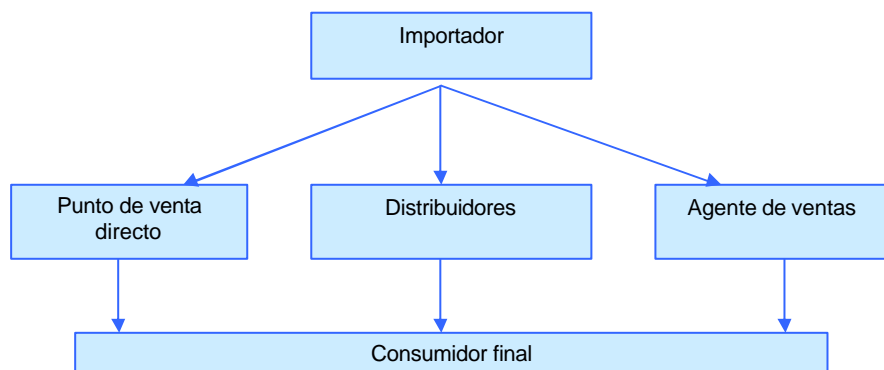 Importador
Punto de venta
directo
Distribuidores
Agente de ventas
Consumidor final